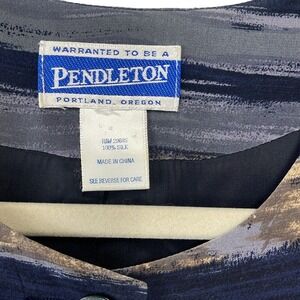 WARRANTED TO BE A
PENDLETON
PORTLAND, OREGON
100% SILK
MADE IN CHINA
SEE REVERSE FOR CARE